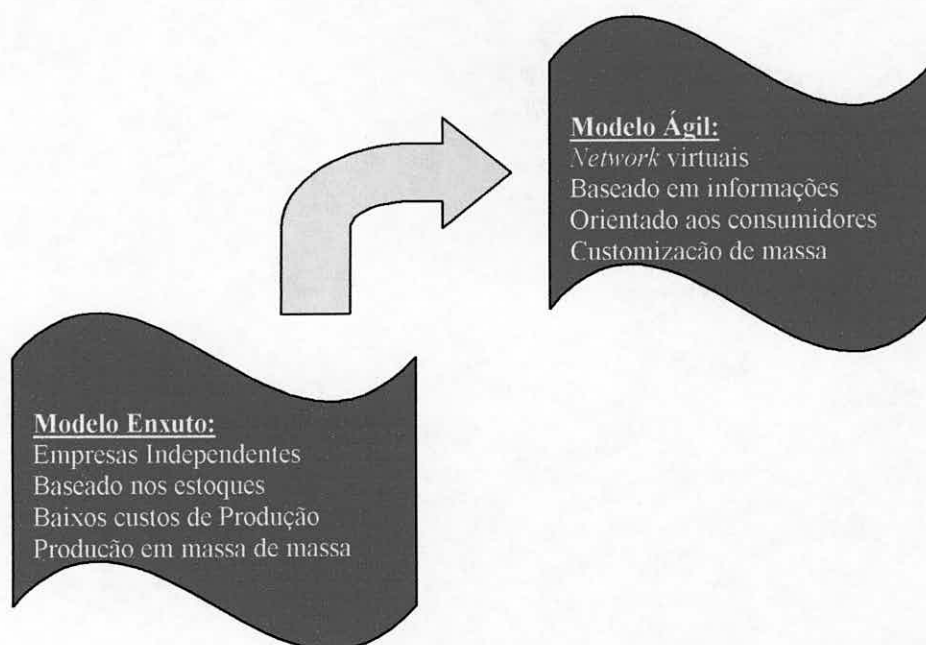 Modelo Ágil:
Network virtuais
Baseado em informações
Orientado aos consumidores
Customizacão de massa
Modelo Enxuto:
Empresas Independentes
Baseado nos estoques
Baixos custos de Produção
Producão em massa de massa